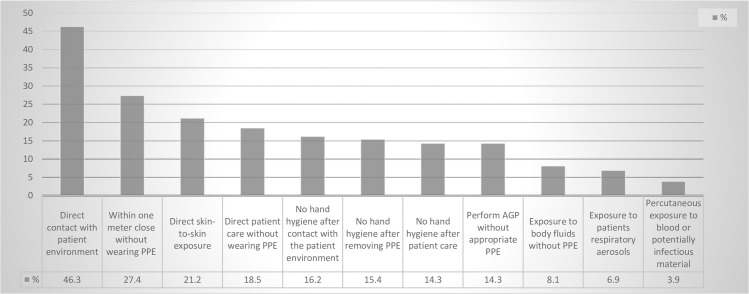 50
■ %
45
40
35
30
25
20
15
10
5
0
Direct
contact with
patient
environment
Within one
meter close
without
wearing PPE
Direct skin-
to-skin
exposure
Direct patient
care without
wearing PPE
No hand
hygiene after
contact with
the patient
environment
No hand
hygiene after
removing PPE
No hand
hygiene after
patient care
Perform AGP
without
appropriate
PPE
Exposure to
body fluids
without PPE
Exposure to
patients
respiratory
aerosols
Percutaneous
exposure to
blood or
potentially
infectious
material
■ % 46.3 27.4 21.2 18.5 16.2 15.4 14.3 14.3 8.1 6.9 3.9